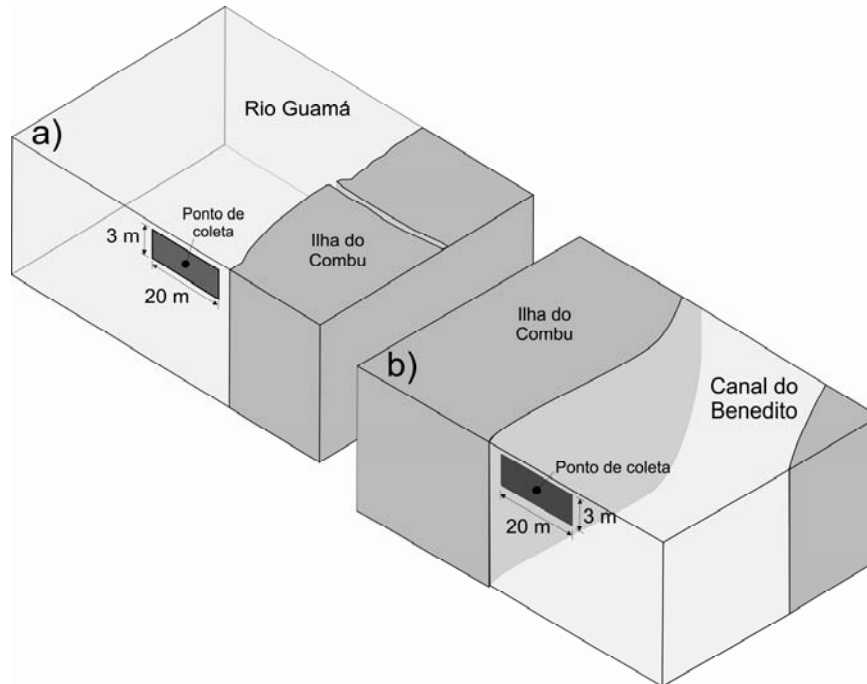 a)
Rio Guamá
Ponto de
coleta
3 m
20 m
Ilha do
Combu
b)
Ilha do
Combu
Canal do
Benedito
Ponto de coleta
3 m
20 m